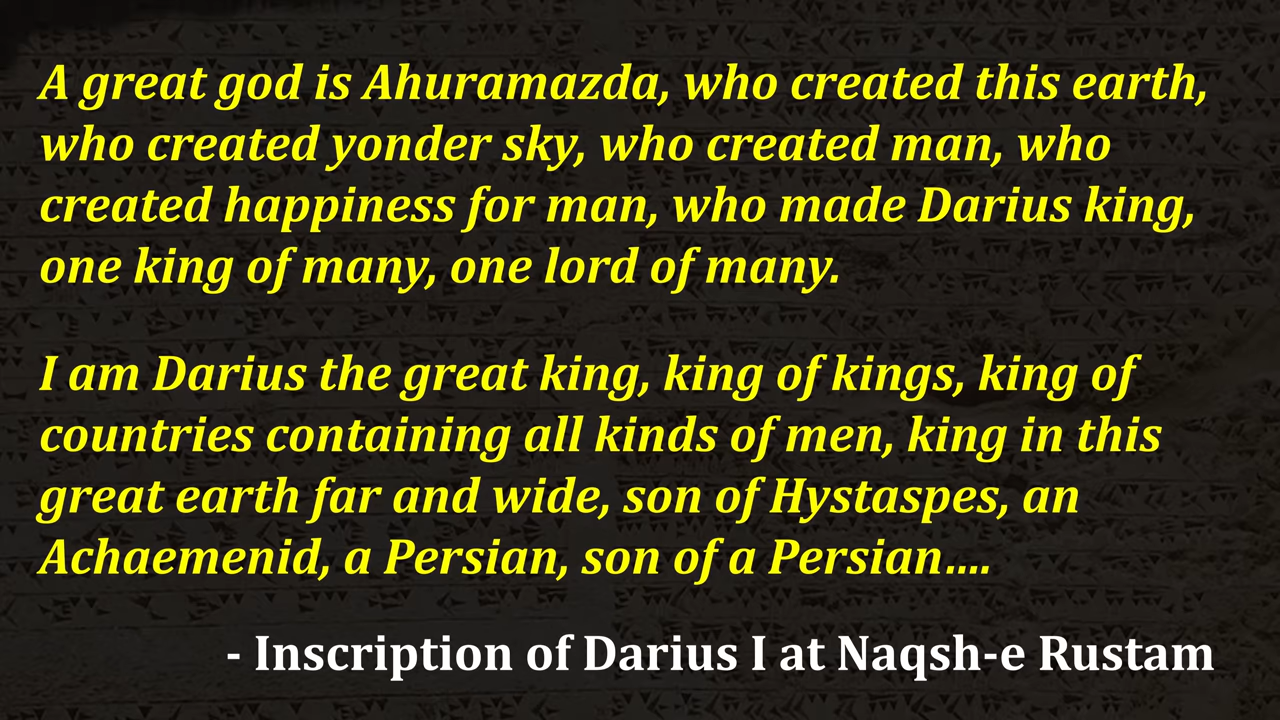 A great god is Ahuramazda, who created this earth,
who created yonder sky, who created man, who
created happiness for man, who made Darius king,
one king of many, one lord of many.
I am Darius the great king, king of kings, king of
countries containing all kinds of men, king in this
great earth far and wide, son of Hystaspes, an
Achaemenid, a Persian, son of a Persian....
- Inscription of Darius I at Naqsh-e Rustam